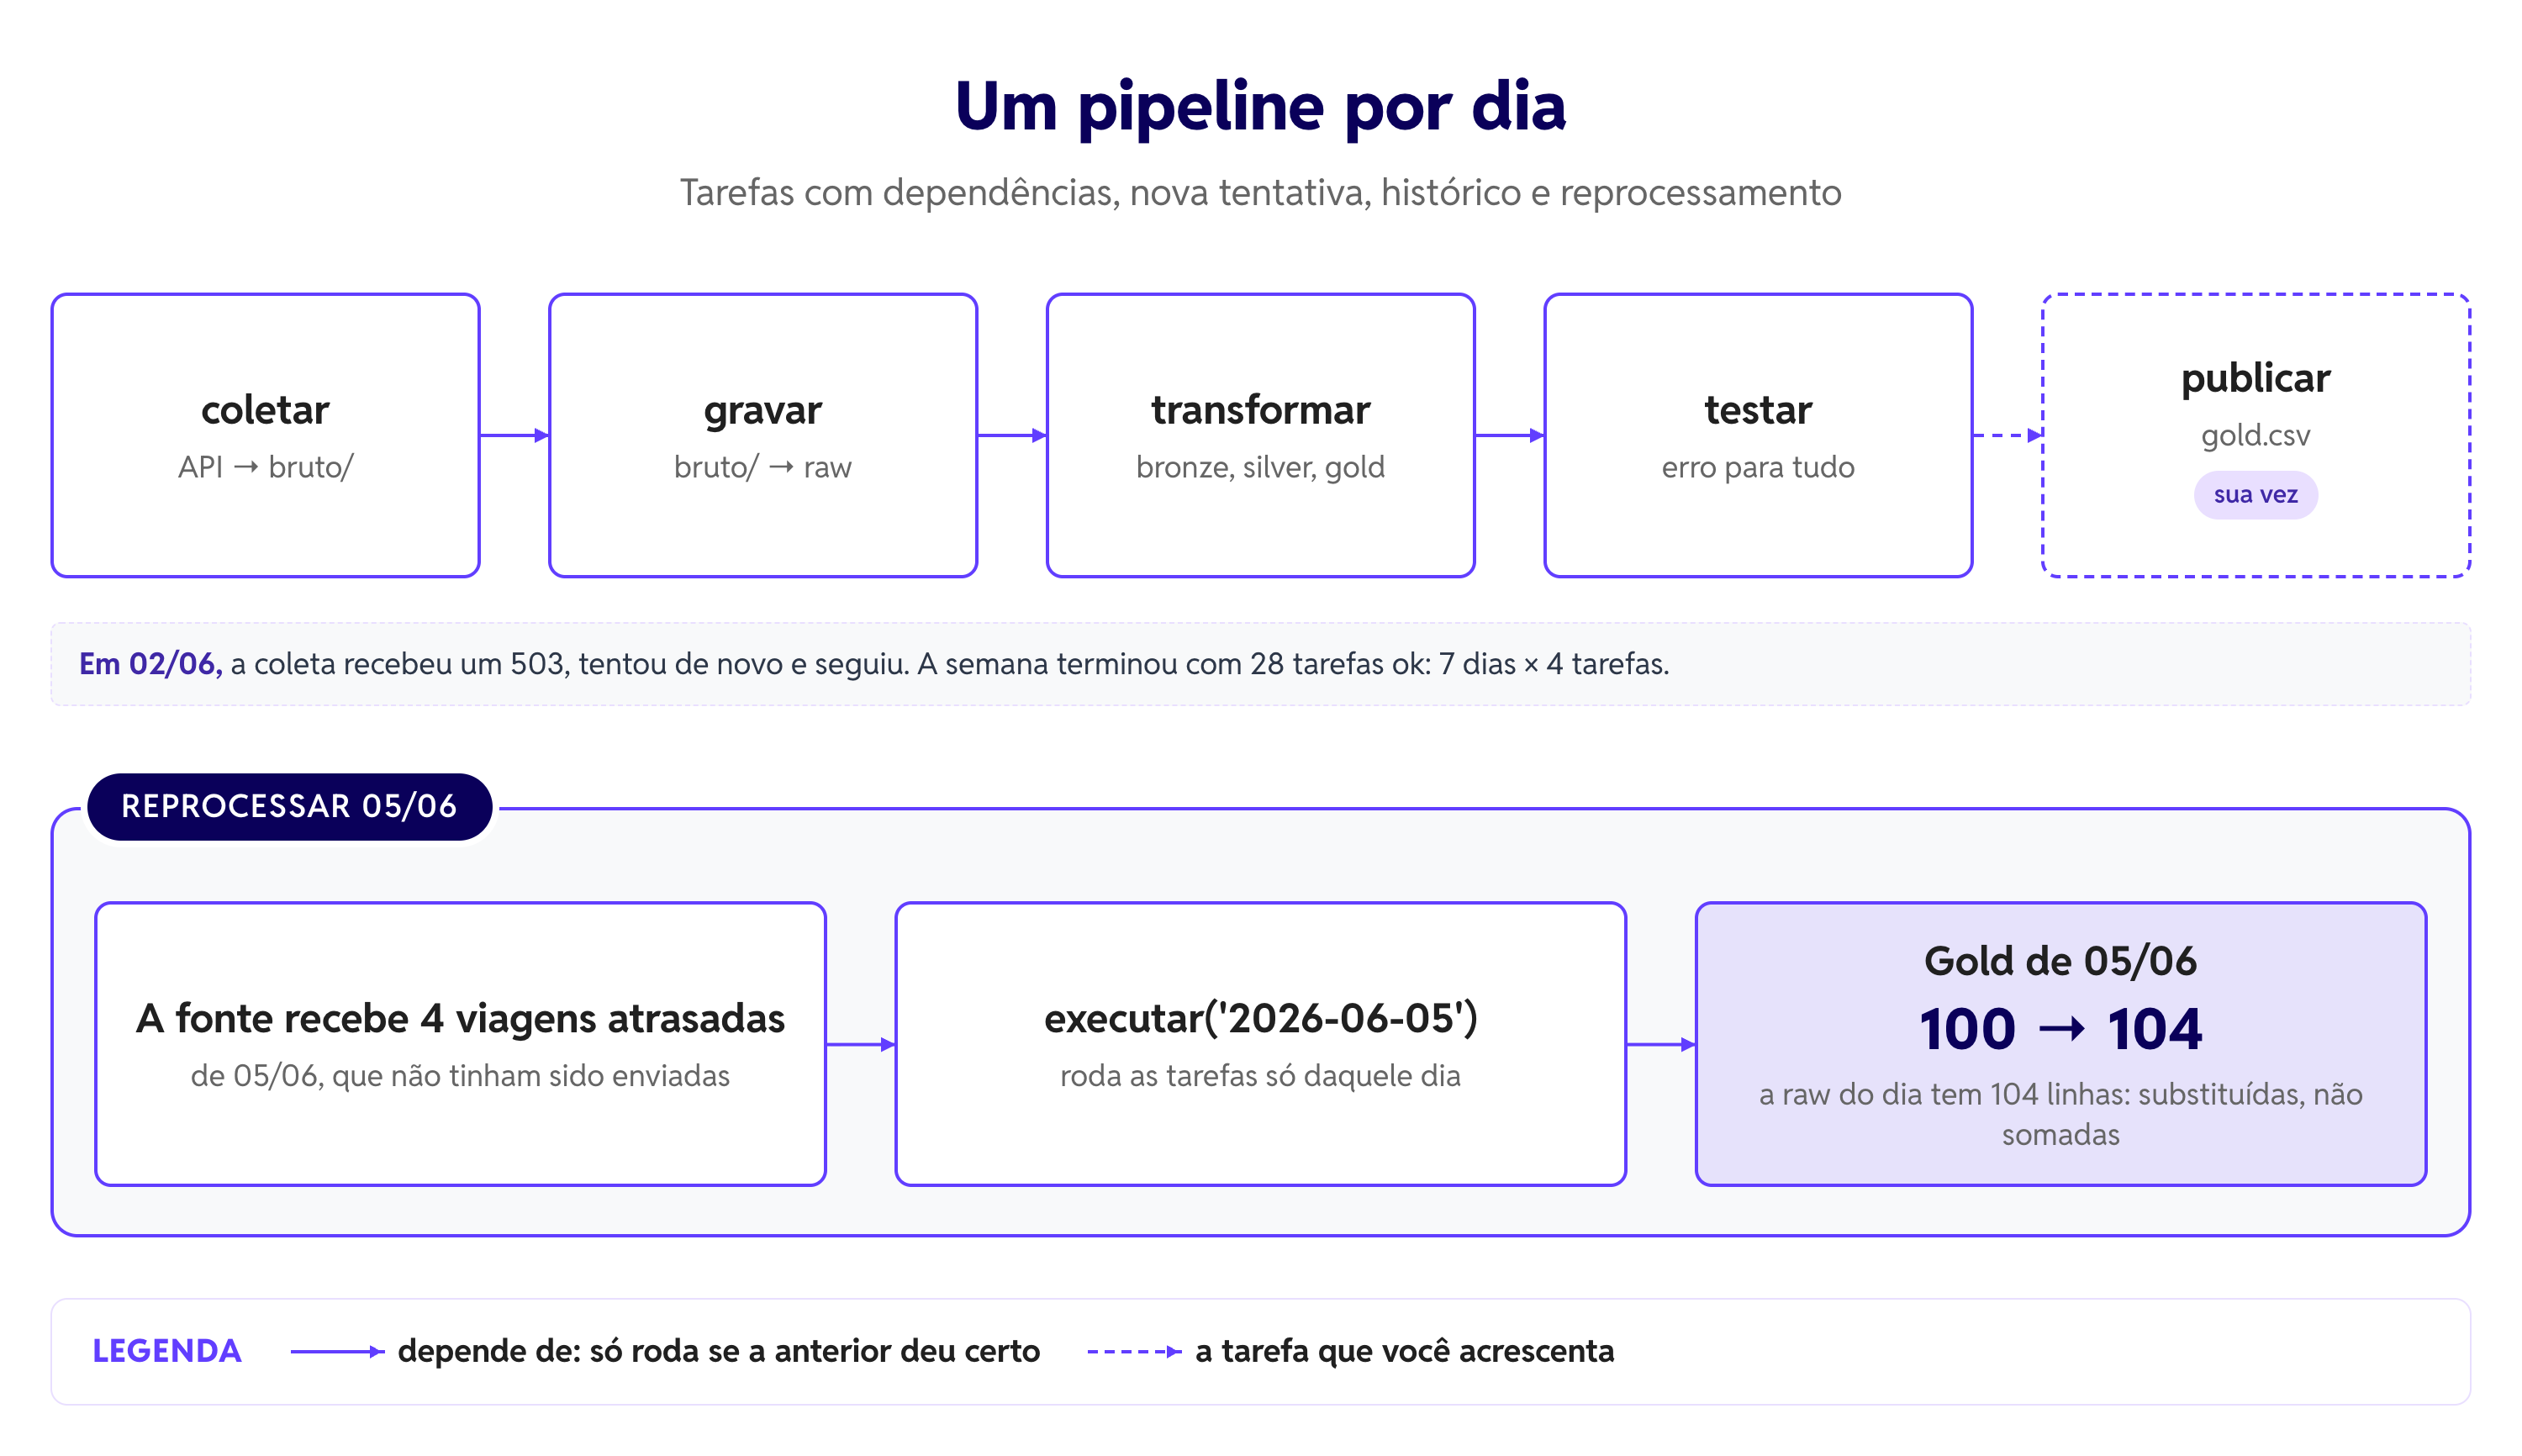 Um pipeline por dia
Tarefas com dependências, nova tentativa, histórico e reprocessamento
coletar
API → bruto/
gravar
bruto/ → raw
transformar
bronze, silver, gold
testar
erro para tudo
publicar
gold.csv
sua vez
Em 02/06, a coleta recebeu um 503, tentou de novo e seguiu. A semana terminou com 28 tarefas ok: 7 dias × 4 tarefas.
REPROCESSAR 05/06
A fonte recebe 4 viagens atrasadas
de 05/06, que não tinham sido enviadas
executar('2026-06-05')
roda as tarefas só daquele dia
Gold de 05/06
100 → 104
a raw do dia tem 104 linhas: substituídas, não
somadas
LEGENDA
depende de: só roda se a anterior deu certo
a tarefa que você acrescenta